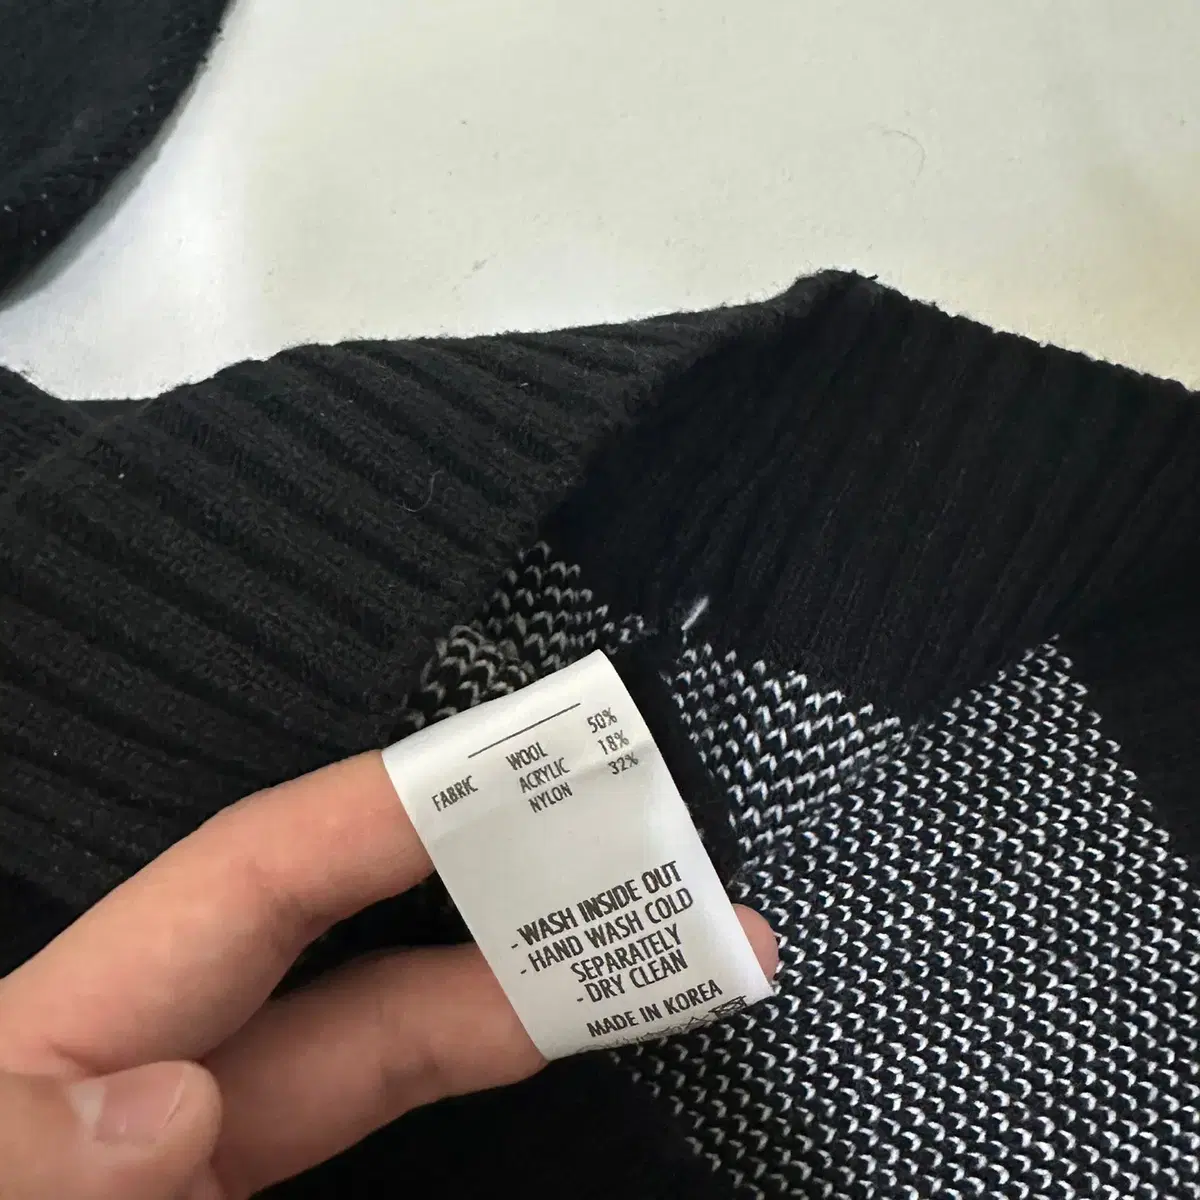 FABRIC WOOL 50%
ACRYLIC 18%
NYLON 32%
- WASH INSIDE OUT
- HAND WASH COLD
SEPARATELY
- DRY CLEAN
MADE IN KOREA